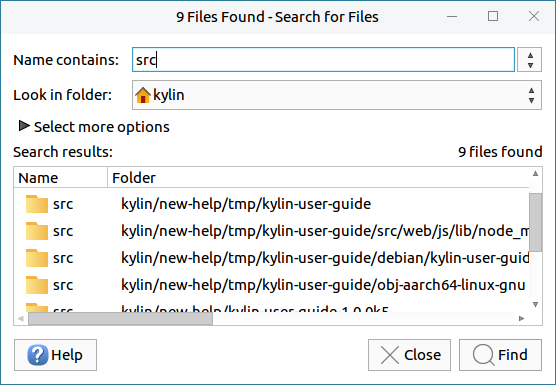 9 Files Found - Search for Files
Name contains: src
Look in folder: kylin
Select more options
Search results: 9 files found
Name Folder
src kylin/new-help/tmp/kylin-user-guide
src kylin/new-help/tmp/kylin-user-guide/src/web/js/lib/node_m
src kylin/new-help/tmp/kylin-user-guide/debian/kylin-user-guid
src kylin/new-help/tmp/kylin-user-guide/obj-aarch64-linux-gnu
src kylin/new-help/kylin-user-guide-1.0.0k5
Help Close Find